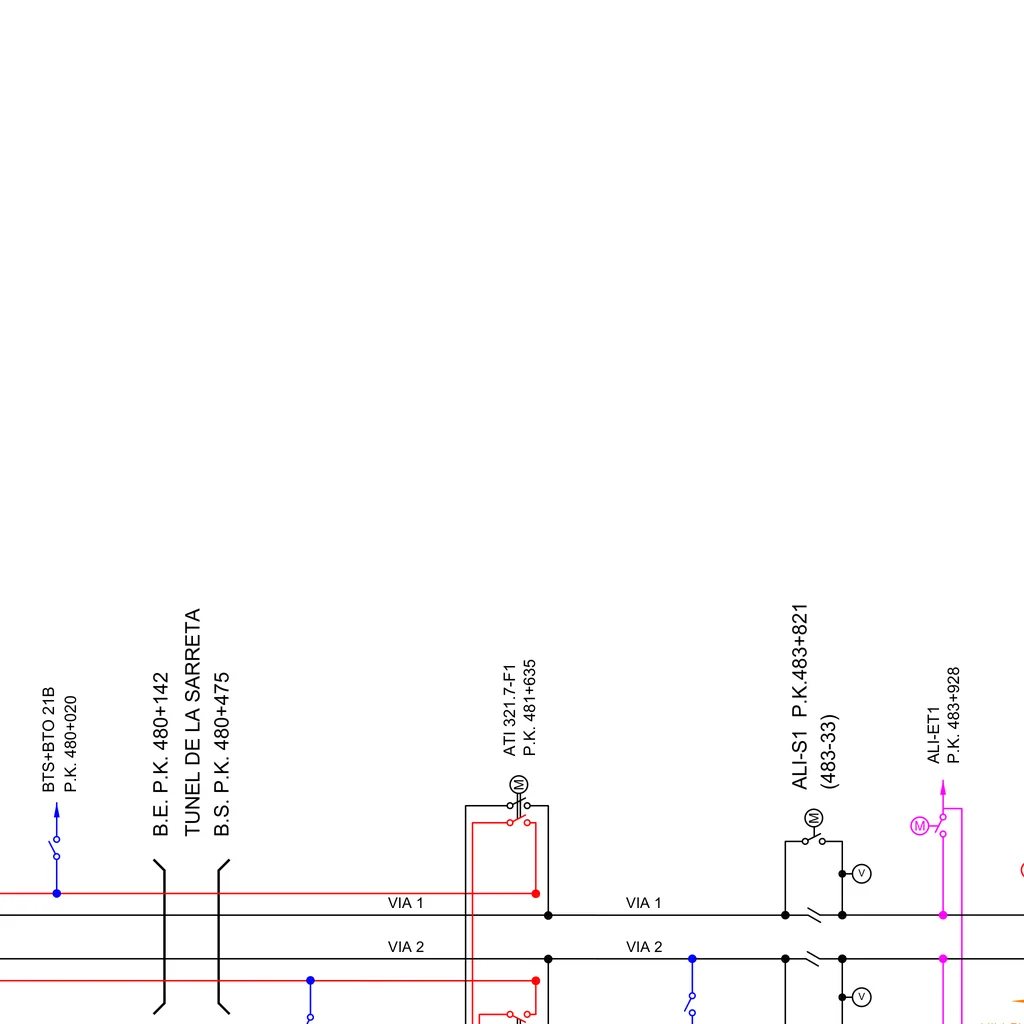 BTS+BTO 21B
P.K. 480+020
B.E. P.K. 480+142
TUNEL DE LA SARRETA
B.S. P.K. 480+475
ATI 321.7-F1
P.K. 481+635
M
ALI-S1 P.K.483+821
(483-33)
M
ALI-ET1
P.K. 483+928
M
V
VIA 1
VIA 1
VIA 2
VIA 2
V